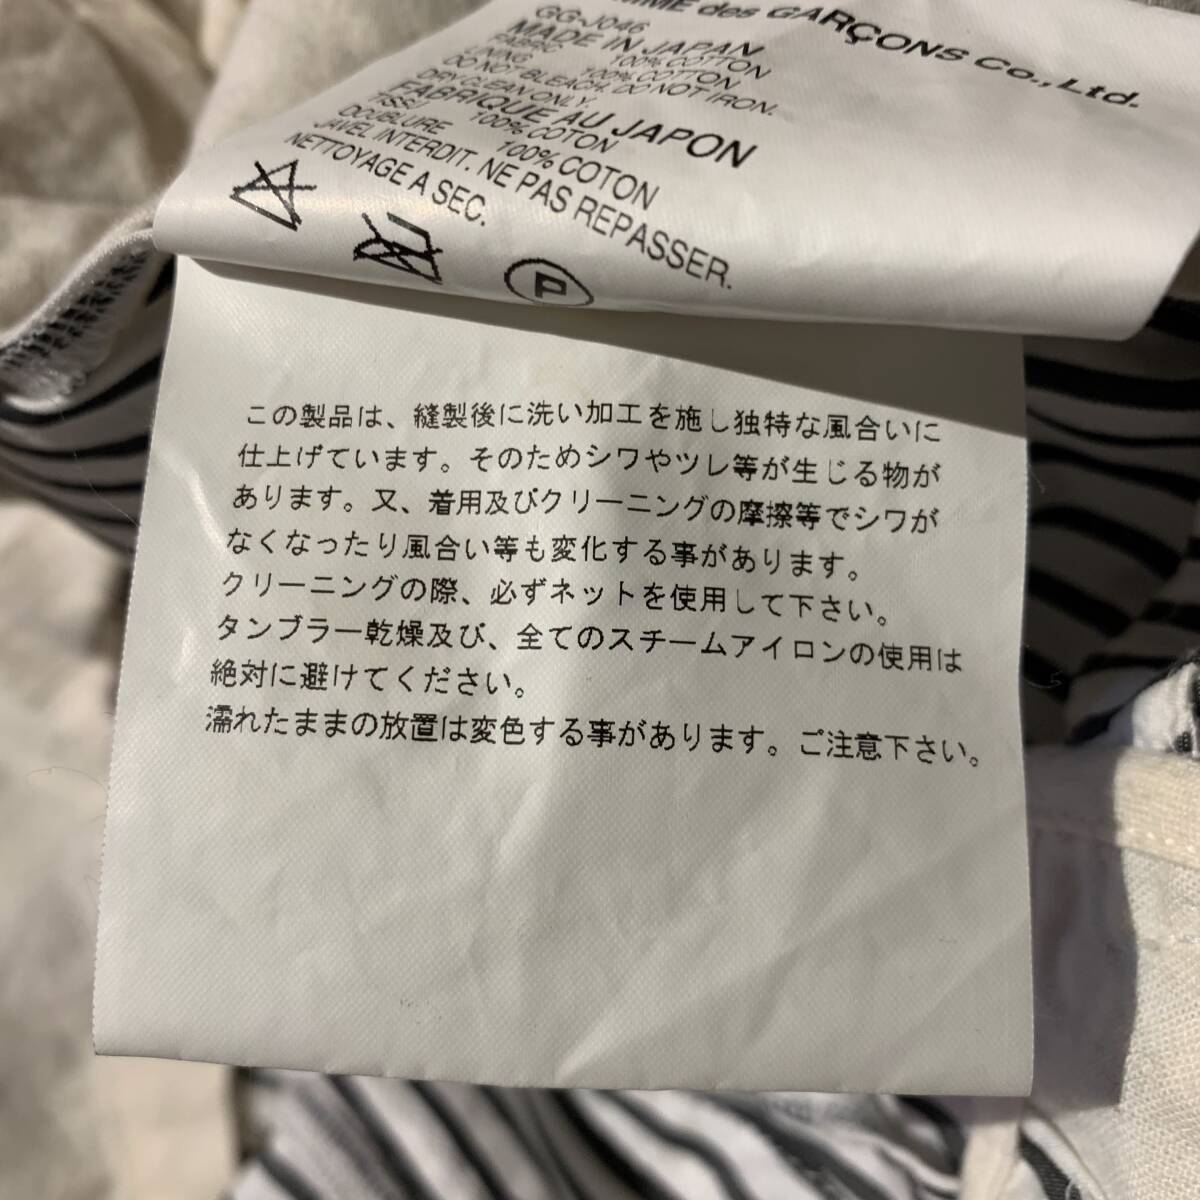 des GARÇONS Co., Ltd.
GG-J046
MADE IN JAPAN
FABRIC 100% COTTON
LINING 100% COTTON
DO NOT BLEACH. DO NOT IRON.
DRY CLEAN ONLY.
FABRIQUE AU JAPON
TISSU 100% COTON
DOUBLURE 100% COTON
JAVEL INTERDIT. NE PAS REPASSER.
NETTOYAGE A SEC.
P
この製品は、縫製後に洗い加工を施し独特な風合いに
仕上げています。そのためシワやツレ等が生じる物が
あります。又、着用及びクリーニングの摩擦等でシワが
なくなったり風合い等も変化する事があります。
クリーニングの際、必ずネットを使用して下さい。
タンブラー乾燥及び、全てのスチームアイロンの使用は
絶対に避けてください。
濡れたままの放置は変色する事があります。ご注意下さい。